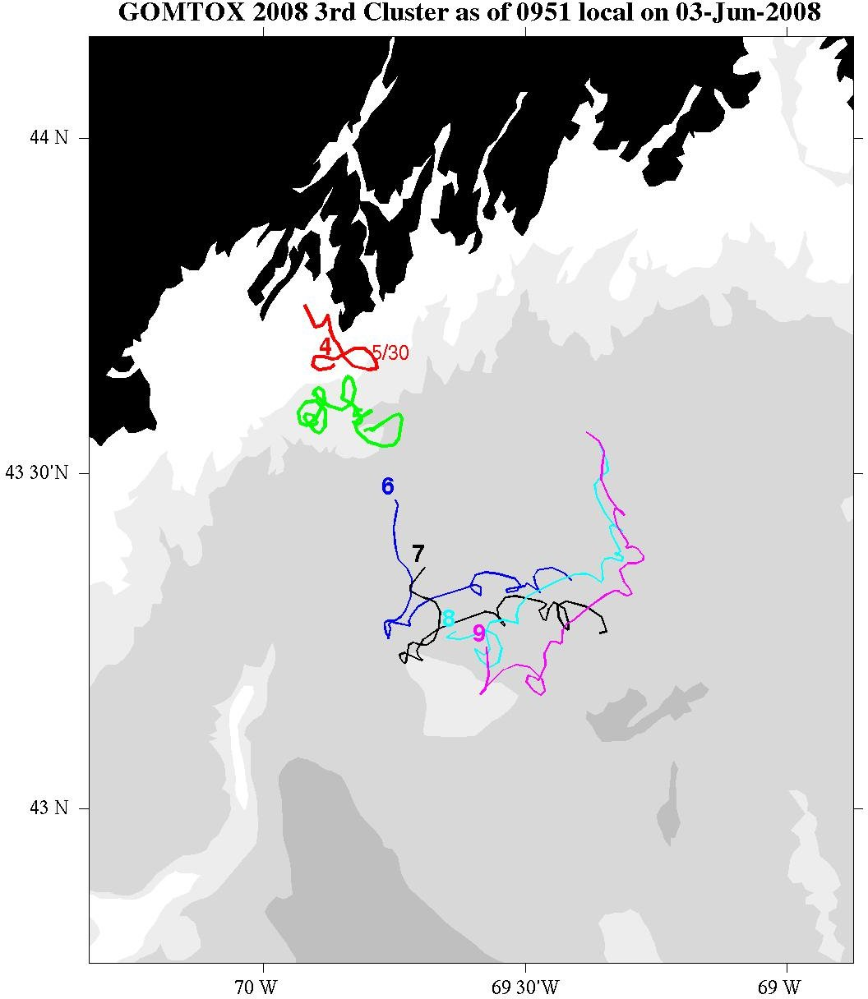 GOMTOX 2008 3rd Cluster as of 0951 local on 03-Jun-2008
44 N
4
5/30
43 30'N
6
7
8
9
43 N
70 W
69 30'W
69 W